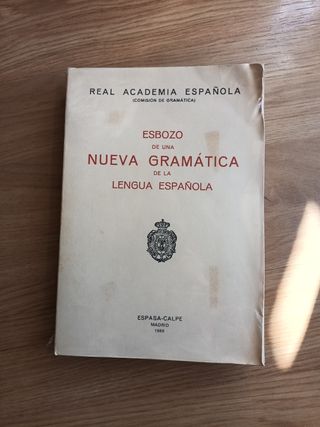 REAL ACADEMIA ESPAÑOLA
(COMISIÓN DE GRAMÁTICA)
ESBOZO
DE UNA
NUEVA GRAMÁTICA
DE LA
LENGUA ESPAÑOLA
ESPASA-CALPE
MADRID